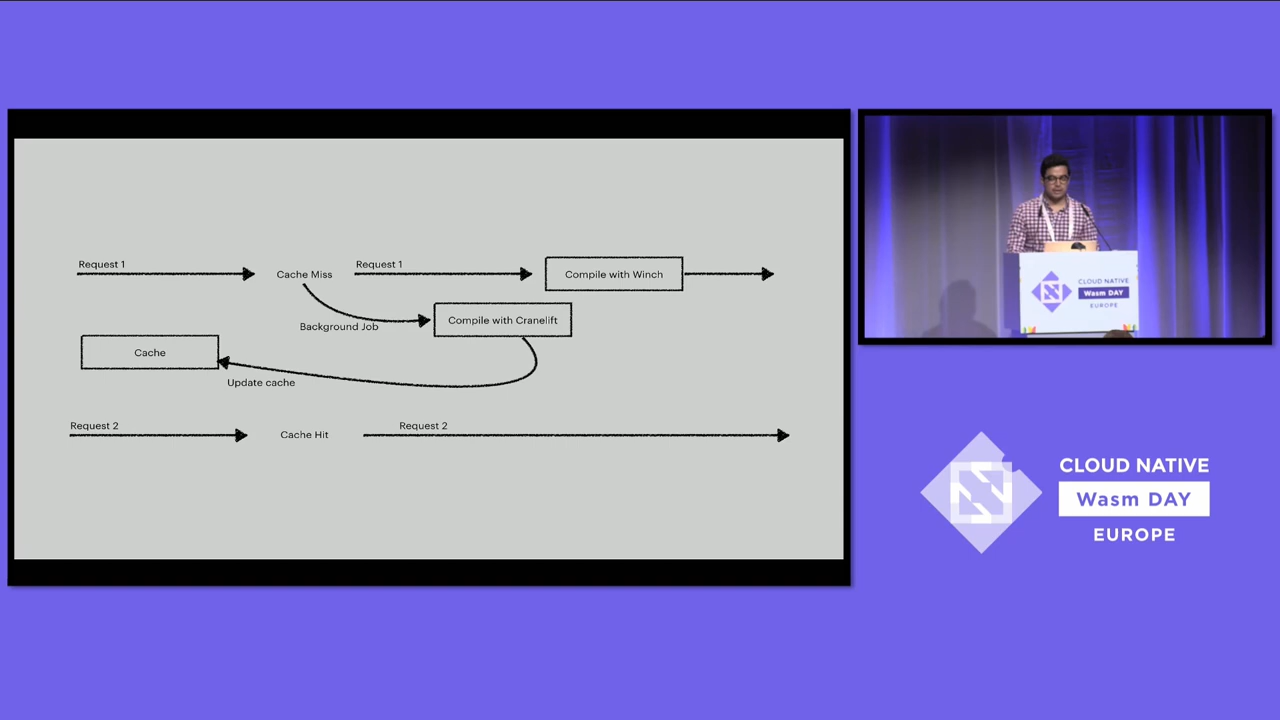 Request 1
Cache Miss
Request 1
Compile with Winch
Background Job
Compile with Cranelift
Cache
Update cache
Request 2
Cache Hit
Request 2
CLOUD NATIVE
Wasm DAY
EUROPE
CLOUD NATIVE
Wasm DAY
EUROPE